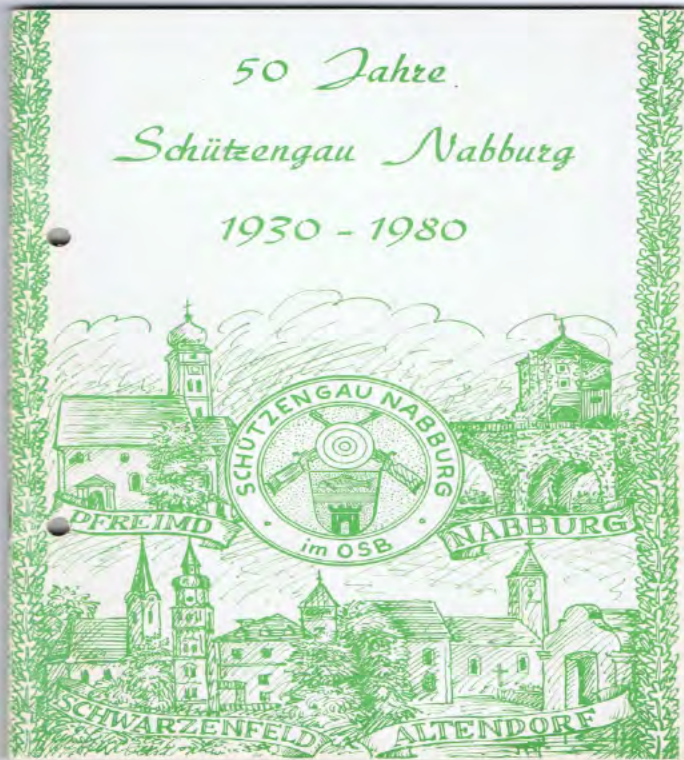 50 Jahre
Schützengau Nabburg
1930 - 1980
SCHÜTZENGAU NABBURG
im OSB
PFREIMD
NABBURG
SCHWARZENFELD
ALTENDORF